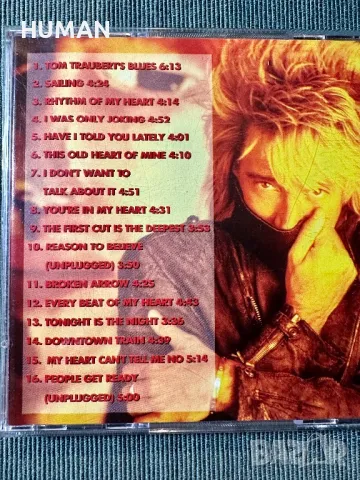 HUMAN
1. TOM TRAUBERT'S BLUES 6:13
2. SAILING 4:24
3. RHYTHM OF MY HEART 4:14
4. I WAS ONLY JOKING 4:52
5. HAVE I TOLD YOU LATELY 4:01
6. THIS OLD HEART OF MINE 4:10
7. I DON'T WANT TO
TALK ABOUT IT 4:51
8. YOU'RE IN MY HEART 4:31
9. THE FIRST CUT IS THE DEEPEST 3:53
10. REASON TO BELIEVE
(UNPLUGGED) 3:50
11. BROKEN ARROW 4:25
12. EVERY BEAT OF MY HEART 4:43
13. TONIGHT IS THE NIGHT 3:36
14. DOWNTOWN TRAIN 4:39
15. MY HEART CAN'T TELL ME NO 5:14
16. PEOPLE GET READY
(UNPLUGGED) 5:00
bazar